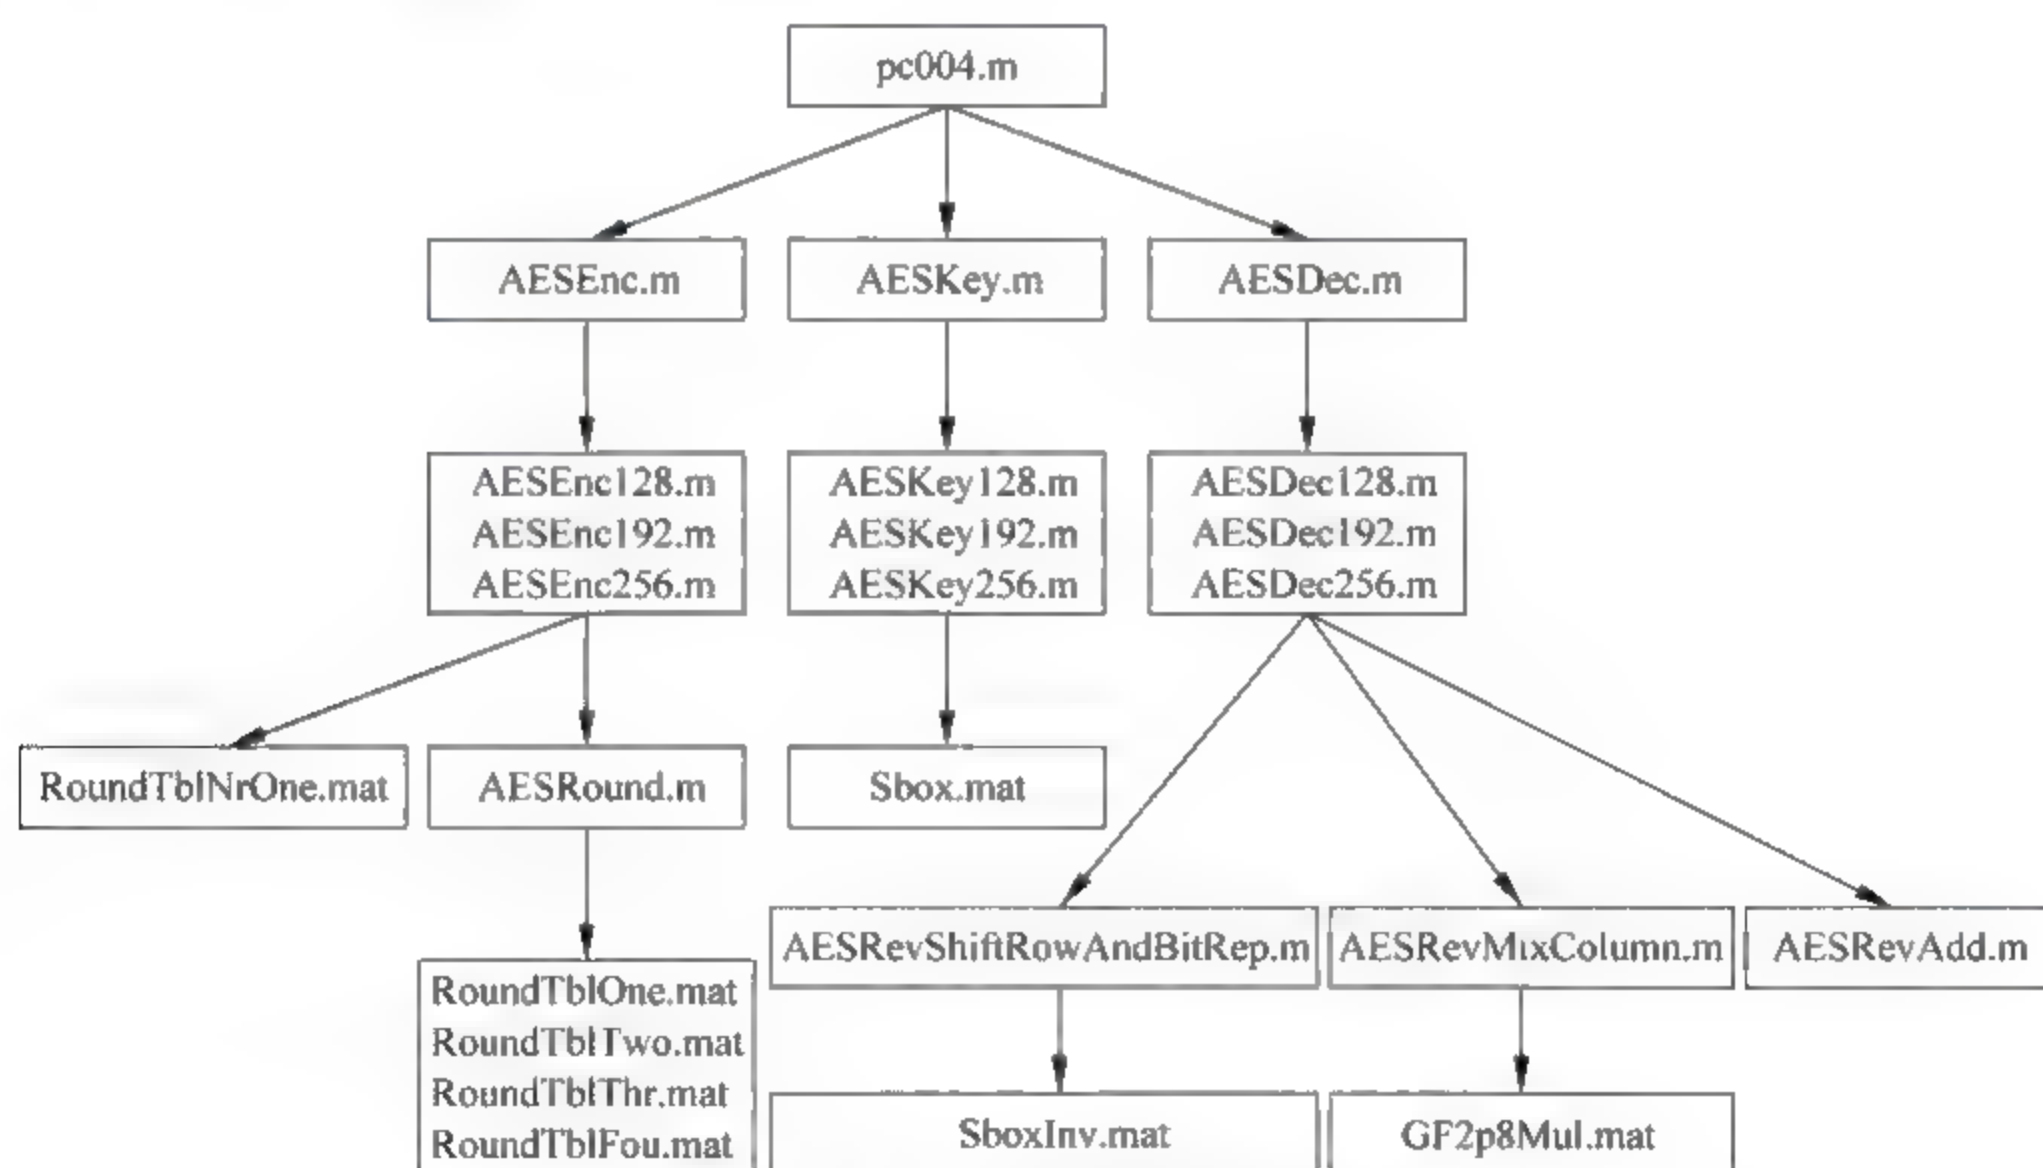 pc004.m
AESEnc.m
AESKey.m
AESDec.m
AESEnc128.m
AESEnc192.m
AESEnc256.m
AESKey128.m
AESKey192.m
AESKey256.m
AESDec128.m
AESDec192.m
AESDec256.m
RoundTblNrOne.mat
AESRound.m
Sbox.mat
AESRevShiftRowAndBitRep.m
AESRevMixColumn.m
AESRevAdd.m
RoundTblOne.mat
RoundTblTwo.mat
RoundTblThr.mat
RoundTblFou.mat
SboxInv.mat
GF2p8Mul.mat